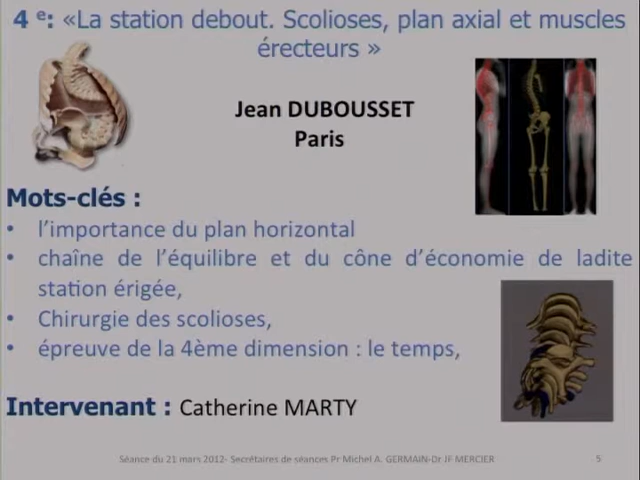 4 e: «La station debout. Scolioses, plan axial et muscles
érecteurs »
Jean DUBOUSSET
Paris
Mots-clés :
• l'importance du plan horizontal
• chaîne de l'équilibre et du cône d'économie de ladite
station érigée,
• Chirurgie des scolioses,
• épreuve de la 4ème dimension : le temps,
Intervenant : Catherine MARTY
Séance du 21 mars 2012- Secrétaires de séances Pr Michel A. GERMAIN-Dr JF MERCIER
5